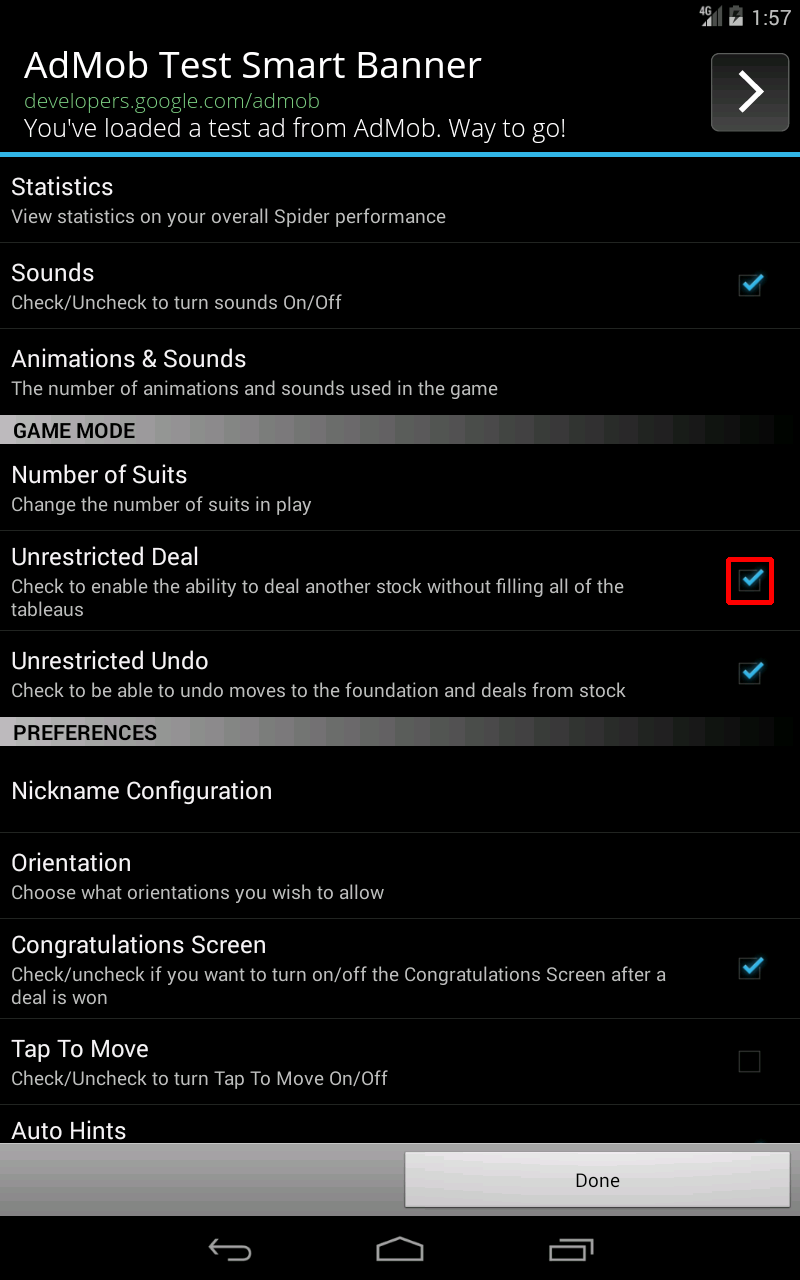 4G 1:57
AdMob Test Smart Banner
developers.google.com/admob
You've loaded a test ad from AdMob. Way to go!
Statistics
View statistics on your overall Spider performance
Sounds
Check/Uncheck to turn sounds On/Off
Animations & Sounds
The number of animations and sounds used in the game
GAME MODE
Number of Suits
Change the number of suits in play
Unrestricted Deal
Check to enable the ability to deal another stock without filling all of the
tableaus
Unrestricted Undo
Check to be able to undo moves to the foundation and deals from stock
PREFERENCES
Nickname Configuration
Orientation
Choose what orientations you wish to allow
Congratulations Screen
Check/uncheck if you want to turn on/off the Congratulations Screen after a
deal is won
Tap To Move
Check/Uncheck to turn Tap To Move On/Off
Auto Hints
Done